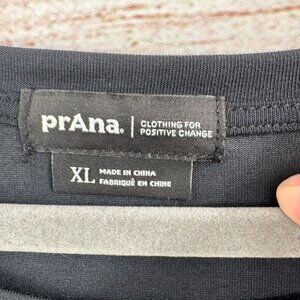 prAna. | CLOTHING FOR
POSITIVE CHANGE
XL MADE IN CHINA
FABRIQUÉ EN CHINE